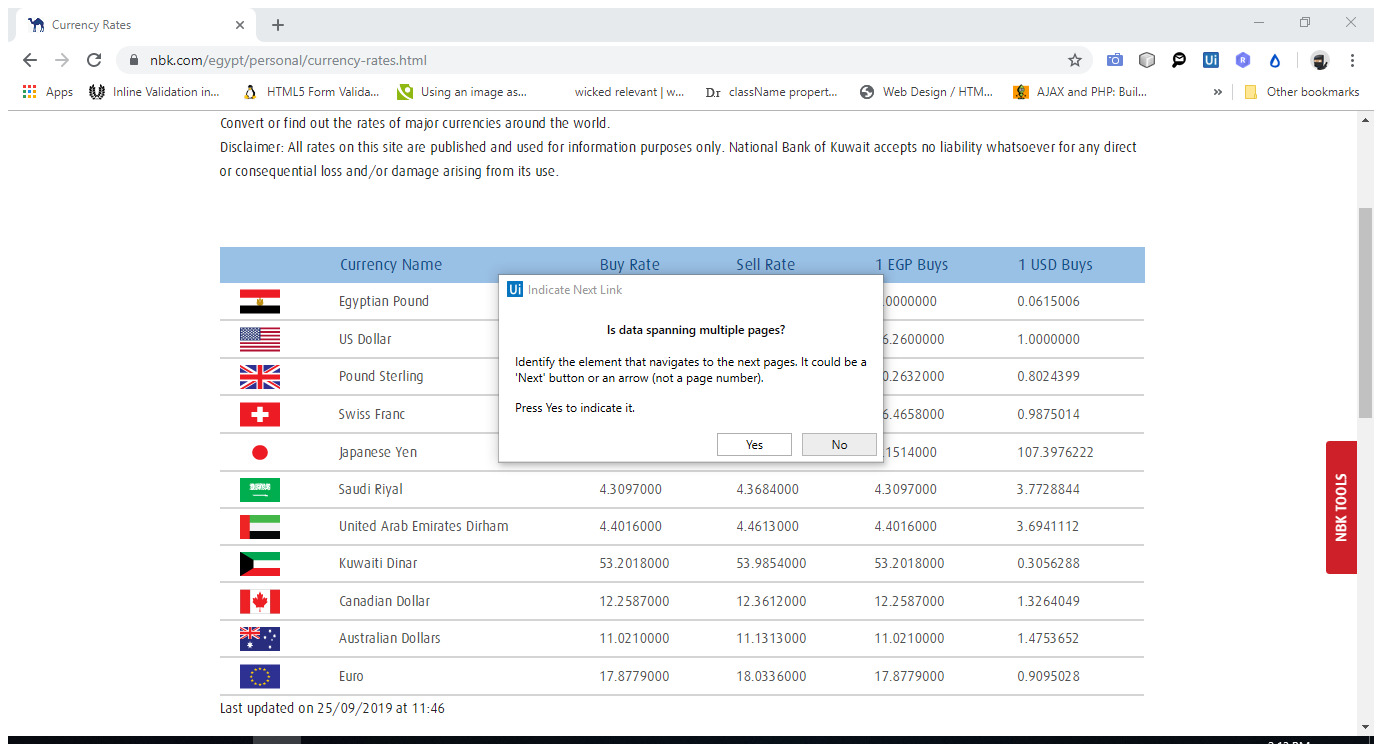 Currency Rates
nbk.com/egypt/personal/currency-rates.html
Ui
R
Apps
Inline Validation in...
HTML5 Form Valida...
Using an image as...
wicked relevant | w...
Dr className propert...
Web Design / HTM...
AJAX and PHP: Buil...
»
Other bookmarks
Convert or find out the rates of major currencies around the world.
Disclaimer: All rates on this site are published and used for information purposes only. National Bank of Kuwait accepts no liability whatsoever for any direct
or consequential loss and/or damage arising from its use.
Currency Name Buy Rate Sell Rate 1 EGP Buys 1 USD Buys
Egyptian Pound .0000000 0.0615006
US Dollar 6.2600000 1.0000000
Pound Sterling 0.2632000 0.8024399
Swiss Franc 6.4658000 0.9875014
Japanese Yen .1514000 107.3976222
Saudi Riyal 4.3097000 4.3684000 4.3097000 3.7728844
United Arab Emirates Dirham 4.4016000 4.4613000 4.4016000 3.6941112
Kuwaiti Dinar 53.2018000 53.9854000 53.2018000 0.3056288
Canadian Dollar 12.2587000 12.3612000 12.2587000 1.3264049
Australian Dollars 11.0210000 11.1313000 11.0210000 1.4753652
Euro 17.8779000 18.0336000 17.8779000 0.9095028
Last updated on 25/09/2019 at 11:46
Ui Indicate Next Link
Is data spanning multiple pages?
Identify the element that navigates to the next pages. It could be a
'Next' button or an arrow (not a page number).
Press Yes to indicate it.
Yes
No
NBK TOOLS